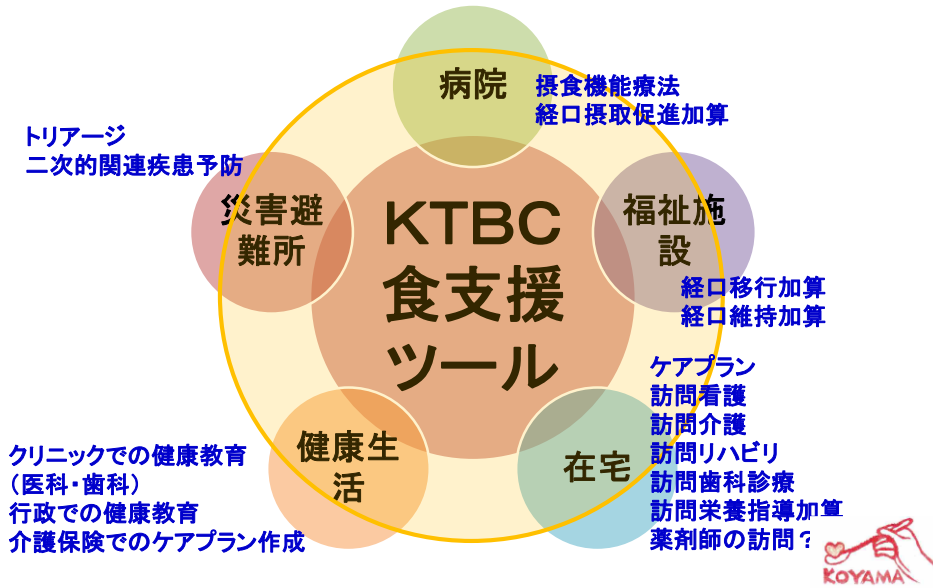 病院
摂食機能療法
経口摂取促進加算
トリアージ
二次的関連疾患予防
災害避
難所
KTBC
食支援
ツール
福祉施
設
経口移行加算
経口維持加算
健康生
活
クリニックでの健康教育
（医科・歯科）
行政での健康教育
介護保険でのケアプラン作成
在宅
ケアプラン
訪問看護
訪問介護
訪問リハビリ
訪問歯科診療
訪問栄養指導加算
薬剤師の訪問？
KOYAMA